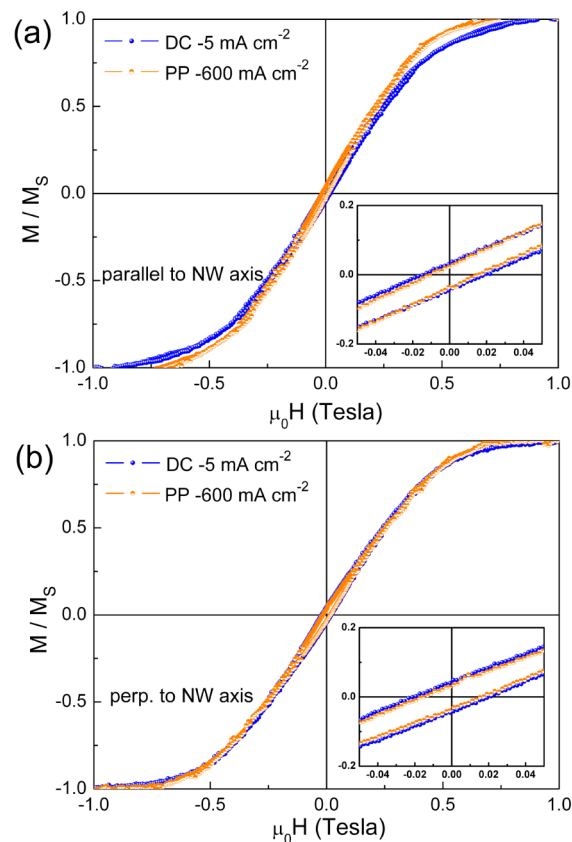 (a)
DC -5 mA cm-2
PP -600 mA cm-2
1.0
0.5
0.0
-0.5
-1.0
M / MS
parallel to NW axis
0.2
0.0
-0.2
-0.04 -0.02 0.00 0.02 0.04
-1.0 -0.5 0.0 0.5 1.0
μ0H (Tesla)
(b)
DC -5 mA cm-2
PP -600 mA cm-2
1.0
0.5
0.0
-0.5
-1.0
M / MS
perp. to NW axis
0.2
0.0
-0.2
-0.04 -0.02 0.00 0.02 0.04
-1.0 -0.5 0.0 0.5 1.0
μ0H (Tesla)